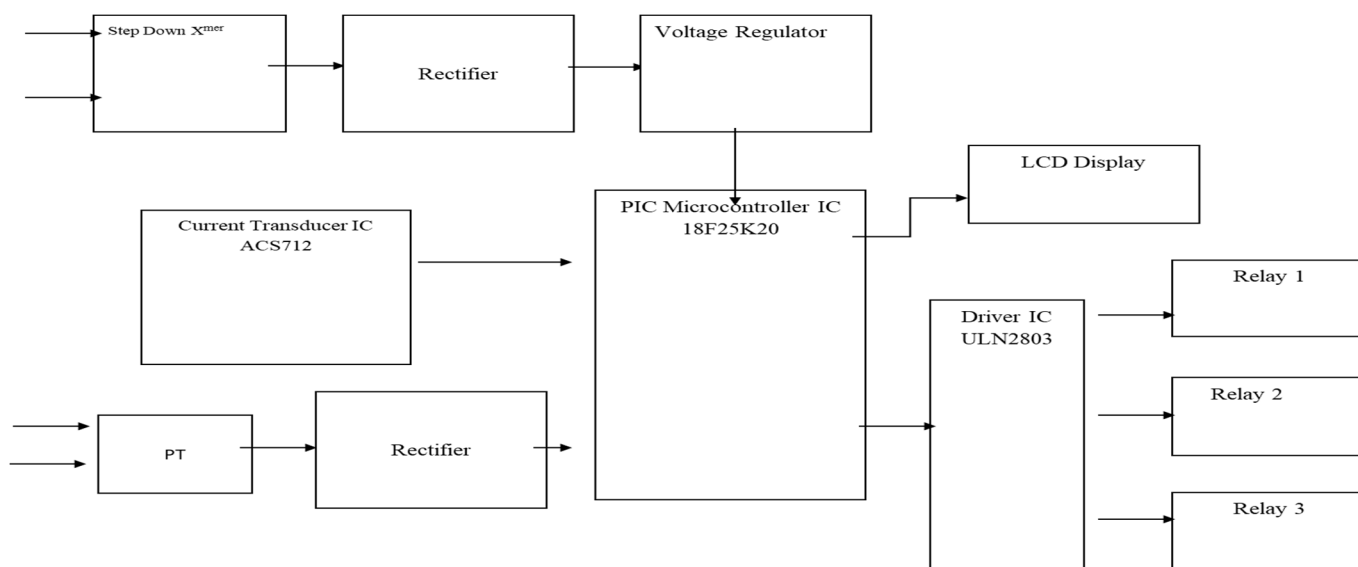 Step Down Xmer
Rectifier
Voltage Regulator
LCD Display
PIC Microcontroller IC
18F25K20
Current Transducer IC
ACS712
Relay 1
Driver IC
ULN2803
Relay 2
PT
Rectifier
Relay 3